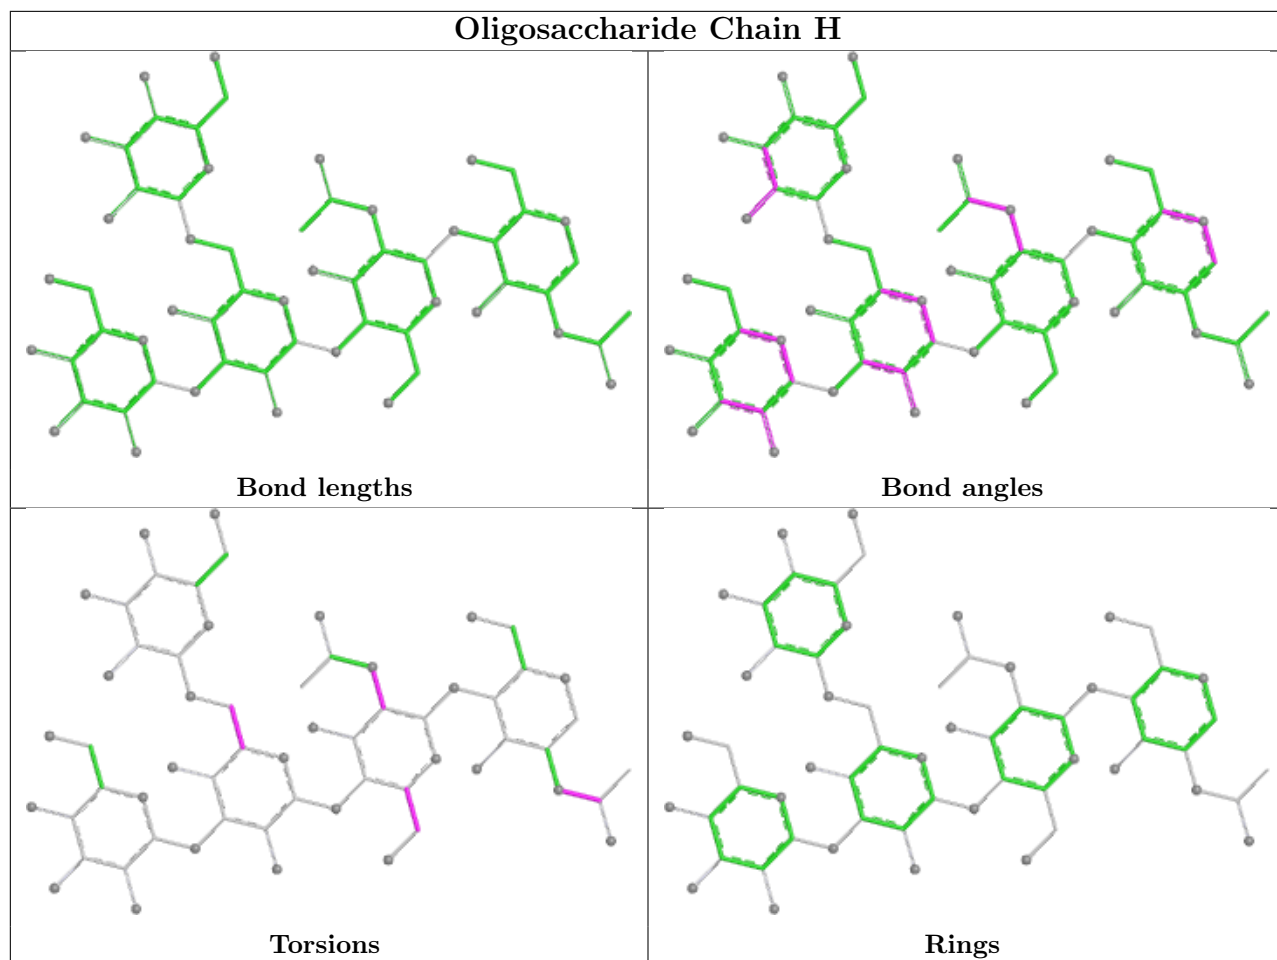 Oligosaccharide Chain H
Bond lengths
Bond angles
Torsions
Rings